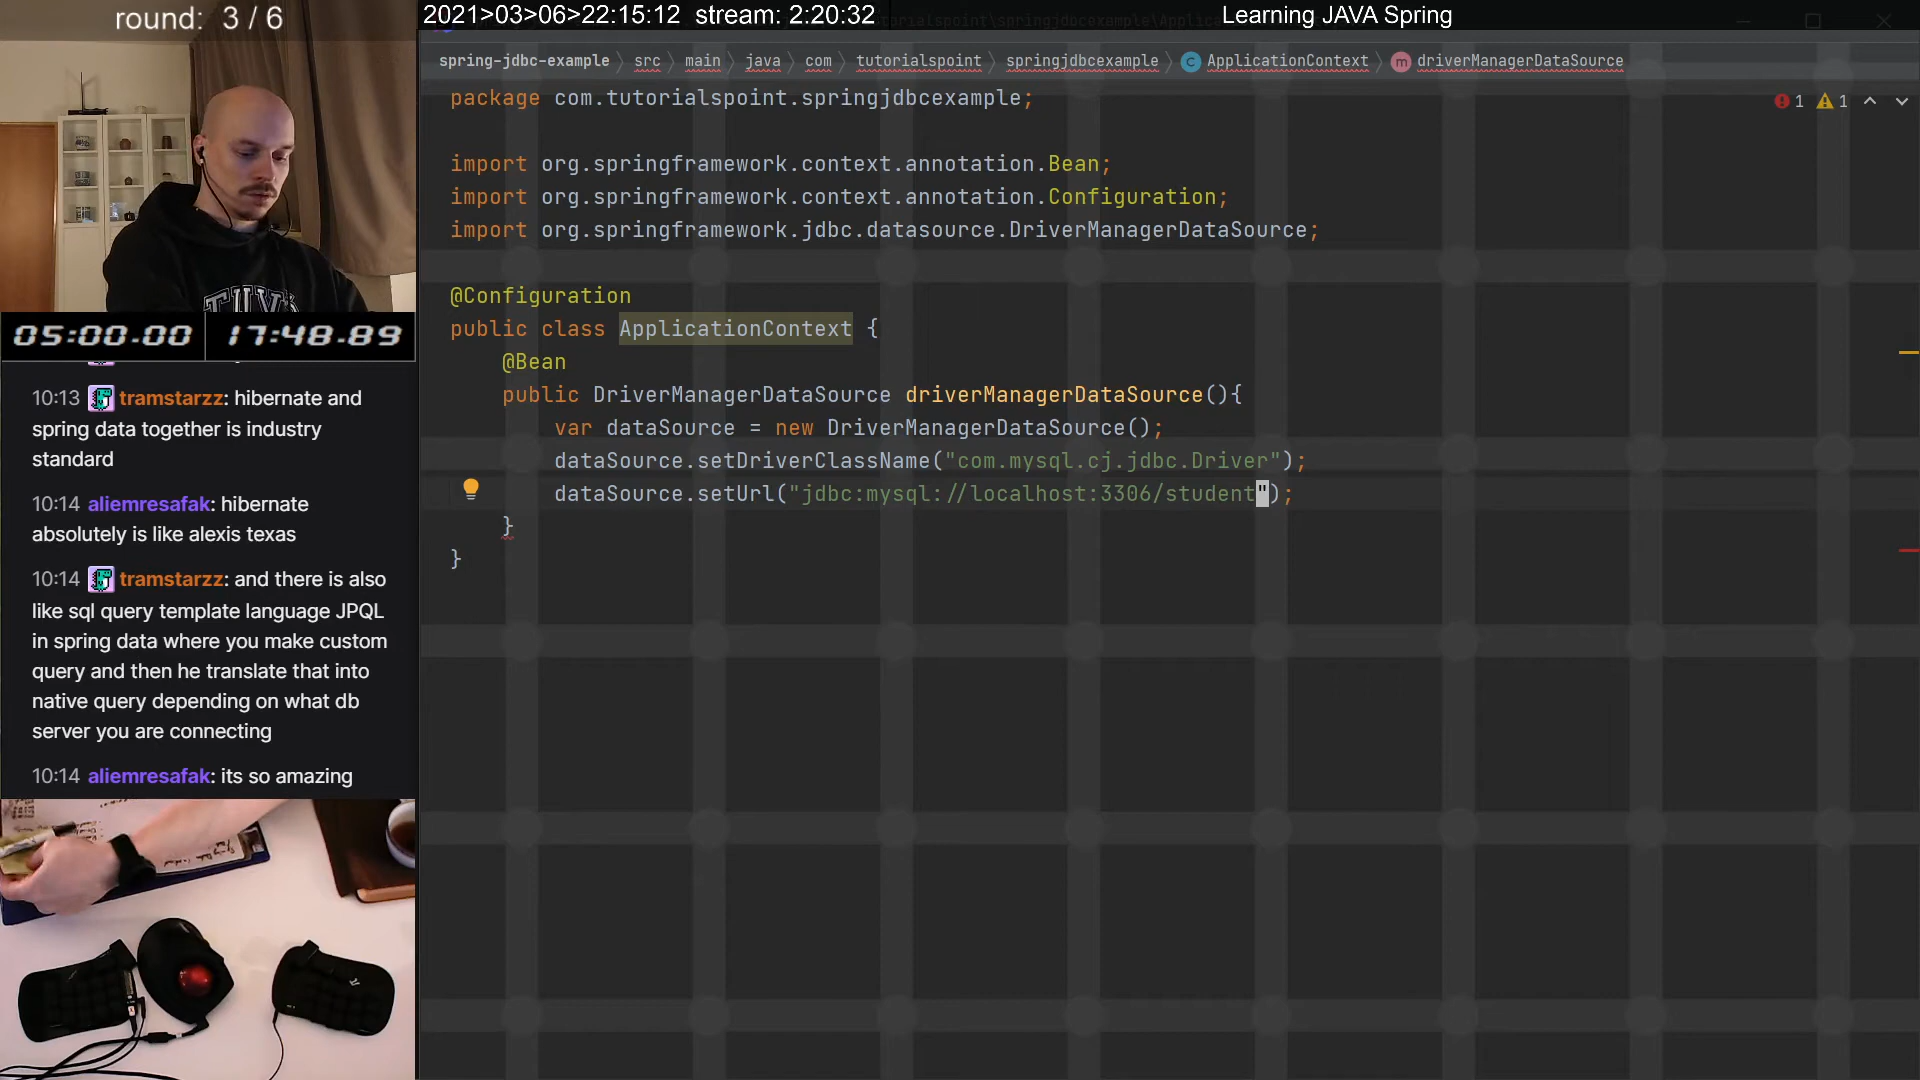 round: 3 / 6
2021>03>06>22:15:12 stream: 2:20:32
Learning JAVA Spring
spring-jdbc-example 〉 src 〉 main 〉 java 〉 com 〉 tutorialspoint 〉 springjdbcexample 〉 C ApplicationContext 〉 m driverManagerDataSource
1 1
package com.tutorialspoint.springjdbcexample;
import org.springframework.context.annotation.Bean;
import org.springframework.context.annotation.Configuration;
import org.springframework.jdbc.datasource.DriverManagerDataSource;
@Configuration
public class ApplicationContext {
@Bean
public DriverManagerDataSource driverManagerDataSource(){
var dataSource = new DriverManagerDataSource();
dataSource.setDriverClassName("com.mysql.cj.jdbc.Driver");
dataSource.setUrl("jdbc:mysql://localhost:3306/student");
}
}
05:00.00 17:48.89
10:13 tramstarzz: hibernate and
spring data together is industry
standard
10:14 aliemresafak: hibernate
absolutely is like alexis texas
10:14 tramstarzz: and there is also
like sql query template language JPQL
in spring data where you make custom
query and then he translate that into
native query depending on what db
server you are connecting
10:14 aliemresafak: its so amazing